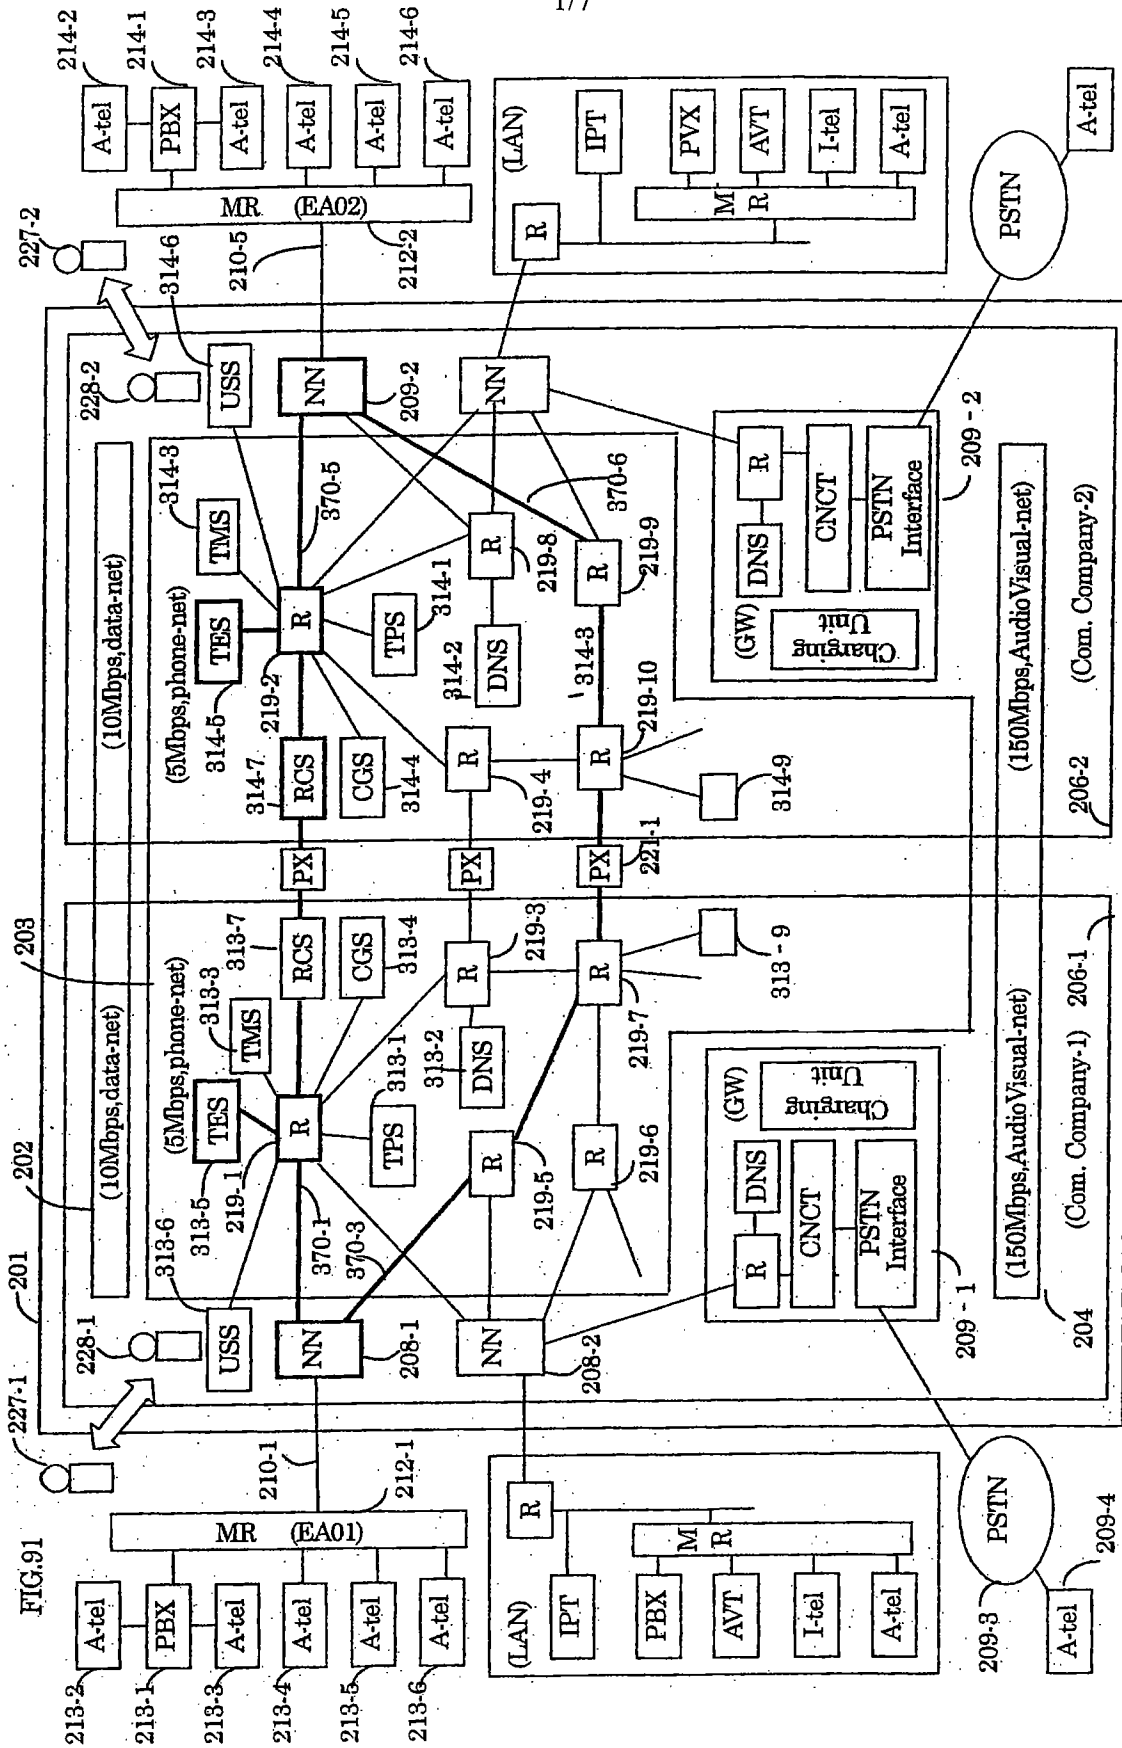 1/7
FIG.91
213-2
A-tel
213-1
PBX
213-3
A-tel
213-4
A-tel
213-5
A-tel
213-6
A-tel
MR (EA01)
212-1
210-1
227-1
228-1
201
202
203
(10Mbps,data-net)
(10Mbps,data-net)
313-6
USS
313-5
TES
219-1
(5Mbps,phone-net)
313-3
TMS
313-7
RCS
R
370-1
370-3
NN
208-1
TPS
313-1
CGS
313-4
313-2
DNS
R
219-3
NN
208-2
R
219-5
R
219-6
R
219-7
313-9
PX
PX
PX
221-1
(5Mbps,phone-net)
314-7
RCS
314-5
TES
219-2
R
314-3
TMS
314-6
USS
228-2
227-2
370-5
NN
209-2
CGS
314-4
TPS
314-1
314-2
DNS
R
219-8
R
219-4
NN
370-6
R
219-10
314-3
R
219-9
314-9
210-5
212-2
MR (EA02)
214-2
A-tel
214-1
PBX
214-3
A-tel
214-4
A-tel
214-5
A-tel
214-6
A-tel
(LAN)
R
IPT
PBX
AVT
I-tel
A-tel
M
R
(LAN)
R
IPT
PVX
AVT
I-tel
A-tel
M
R
(GW)
R
DNS
CNCT
PSTN
Interface
Charging
Unit
209-1
(GW)
DNS
R
CNCT
PSTN
Interface
Charging
Unit
209-2
(150Mbps,AudioVisual-net)
(150Mbps,AudioVisual-net)
204
(Com. Company-1)
206-1
206-2
(Com. Company-2)
209-3
PSTN
A-tel
209-4
PSTN
A-tel